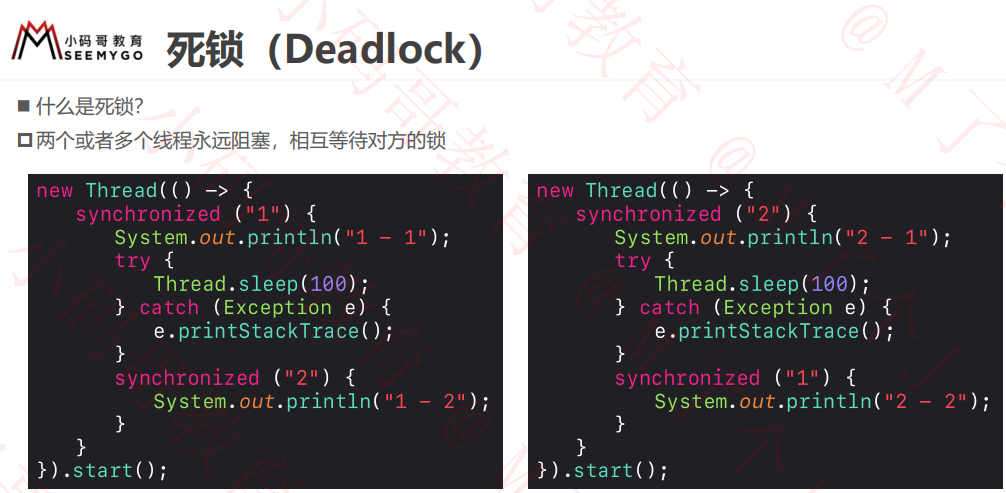 小码哥教育
SEEMYGO
死锁（Deadlock）
什么是死锁？
两个或者多个线程永远阻塞，相互等待对方的锁
new Thread(() -> {
synchronized ("1") {
System.out.println("1 - 1");
try {
Thread.sleep(100);
} catch (Exception e) {
e.printStackTrace();
}
synchronized ("2") {
System.out.println("1 - 2");
}
}
}).start();
new Thread(() -> {
synchronized ("2") {
System.out.println("2 - 1");
try {
Thread.sleep(100);
} catch (Exception e) {
e.printStackTrace();
}
synchronized ("1") {
System.out.println("2 - 2");
}
}
}).start();